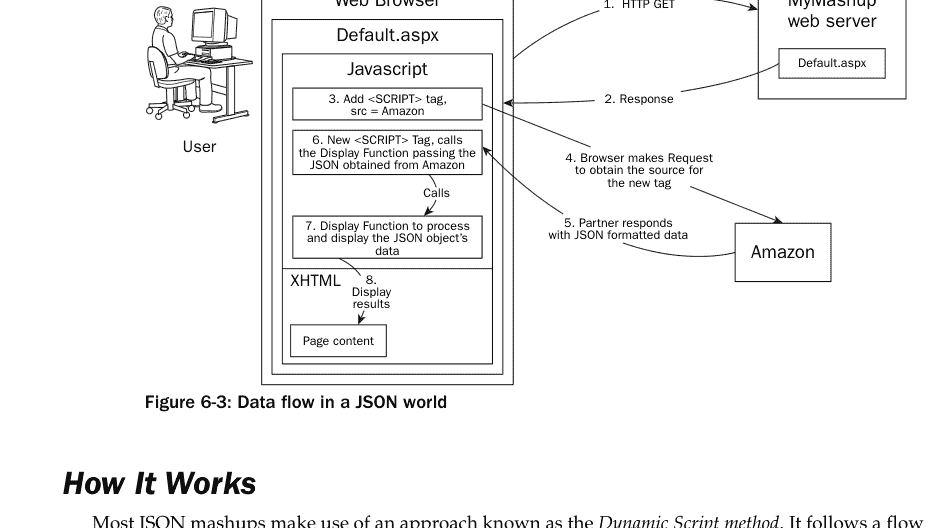 Web Browser
1. HTTP GET
MyMashup
web server
Default.aspx
Default.aspx
Javascript
3. Add <SCRIPT> tag,
src = Amazon
2. Response
6. New <SCRIPT> Tag, calls
the Display Function passing the
JSON obtained from Amazon
User
4. Browser makes Request
to obtain the source for
the new tag
Calls
7. Display Function to process
and display the JSON object's
data
5. Partner responds
with JSON formatted data
Amazon
XHTML
8.
Display
results
Page content
Figure 6-3: Data flow in a JSON world
How It Works
Most JSON mashups make use of an approach known as the Dynamic Script method. It follows a flow